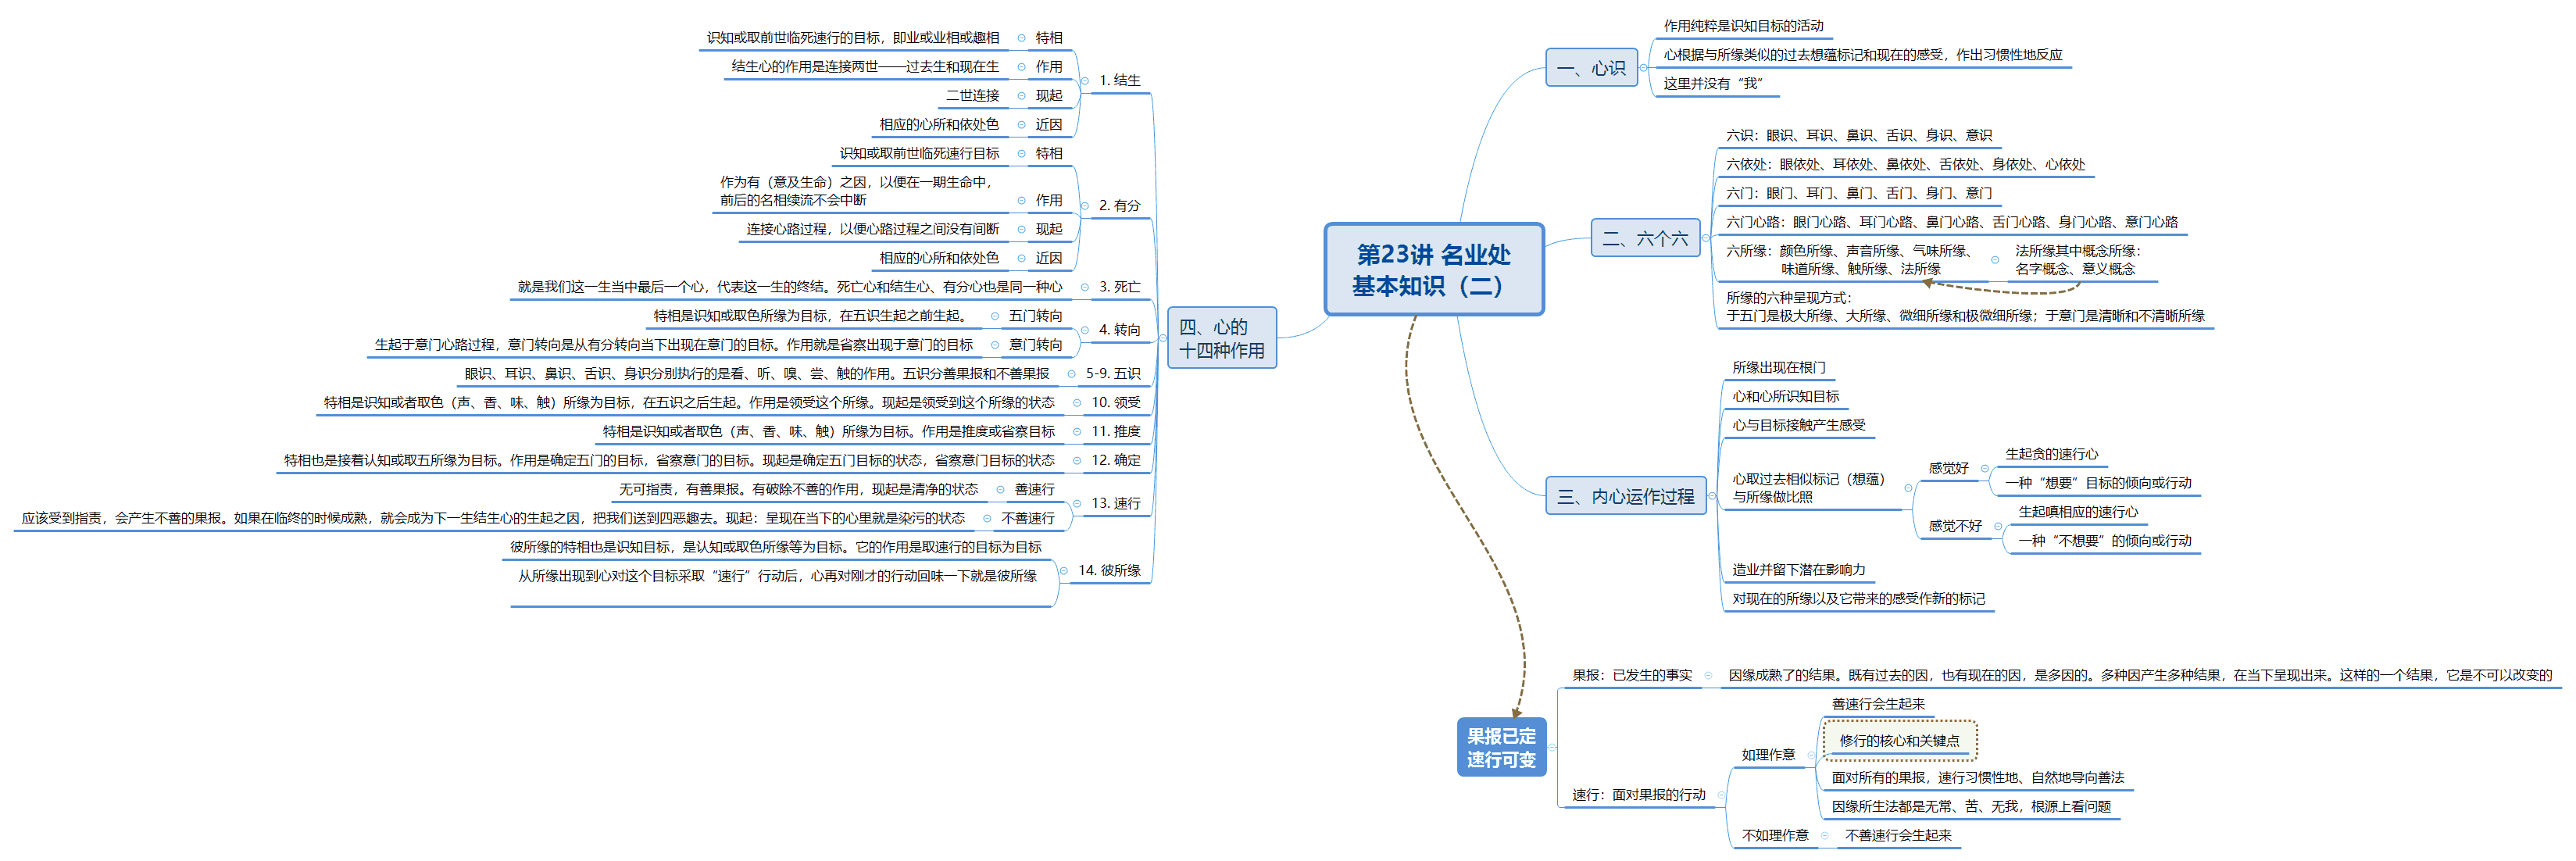 第23讲 名业处
基本知识（二）
一、心识
作用纯粹是识知目标的活动
心根据与所缘类似的过去想蕴标记和现在的感受，作出习惯性地反应
这里并没有“我”
二、六个六
六识：眼识、耳识、鼻识、舌识、身识、意识
六依处：眼依处、耳依处、鼻依处、舌依处、身依处、心依处
六门：眼门、耳门、鼻门、舌门、身门、意门
六门心路：眼门心路、耳门心路、鼻门心路、舌门心路、身门心路、意门心路
六所缘：颜色所缘、声音所缘、气味所缘、
味道所缘、触所缘、法所缘
法所缘其中概念所缘：
名字概念、意义概念
所缘的六种呈现方式：
于五门是极大所缘、大所缘、微细所缘和极微细所缘；于意门是清晰和不清晰所缘
三、内心运作过程
所缘出现在根门
心和心所识知目标
心与目标接触产生感受
心取过去相似标记（想蕴）
与所缘做比照
感觉好
生起贪的速行心
一种“想要”目标的倾向或行动
感觉不好
生起嗔相应的速行心
一种“不想要”的倾向或行动
造业并留下潜在影响力
对现在的所缘以及它带来的感受作新的标记
四、心的
十四种作用
1. 结生
特相
识知或取前世临死速行的目标，即业或业相或趣相
作用
结生心的作用是连接两世——过去生和现在生
现起
二世连接
近因
相应的心所和依处色
2. 有分
特相
识知或取前世临死速行目标
作用
作为有（意及生命）之因，以便在一期生命中，
前后的名相续流不会中断
现起
连接心路过程，以便心路过程之间没有间断
近因
相应的心所和依处色
3. 死亡
就是我们这一生当中最后一个心，代表这一生的终结。死亡心和结生心、有分心也是同一种心
4. 转向
五门转向
特相是识知或取色所缘为目标，在五识生起之前生起。
意门转向
生起于意门心路过程，意门转向是从有分转向当下出现在意门的目标。作用就是省察出现于意门的目标
5-9. 五识
眼识、耳识、鼻识、舌识、身识分别执行的是看、听、嗅、尝、触的作用。五识分善果报和不善果报
10. 领受
特相是识知或者取色（声、香、味、触）所缘为目标，在五识之后生起。作用是领受这个所缘。现起是领受到这个所缘的状态
11. 推度
特相是识知或者取色（声、香、味、触）所缘为目标。作用是推度或省察目标
12. 确定
特相也是接着认知或取五所缘为目标。作用是确定五门的目标，省察意门的目标。现起是确定五门目标的状态，省察意门目标的状态
13. 速行
善速行
无可指责，有善果报。有破除不善的作用，现起是清净的状态
不善速行
应该受到指责，会产生不善的果报。如果在临终的时候成熟，就会成为下一生结生心的生起之因，把我们送到四恶趣去。现起：呈现在当下的心里就是染污的状态
14. 彼所缘
彼所缘的特相也是识知目标，是认知或取色所缘等为目标。它的作用是取速行的目标为目标
从所缘出现到心对这个目标采取“速行”行动后，心再对刚才的行动回味一下就是彼所缘
果报已定
速行可变
果报：已发生的事实
因缘成熟了的结果。既有过去的因，也有现在的因，是多因的。多种因产生多种结果，在当下呈现出来。这样的一个结果，它是不可以改变的
速行：面对果报的行动
如理作意
善速行会生起来
修行的核心和关键点
面对所有的果报，速行习惯性地、自然地导向善法
因缘所生法都是无常、苦、无我，根源上看问题
不如理作意
不善速行会生起来